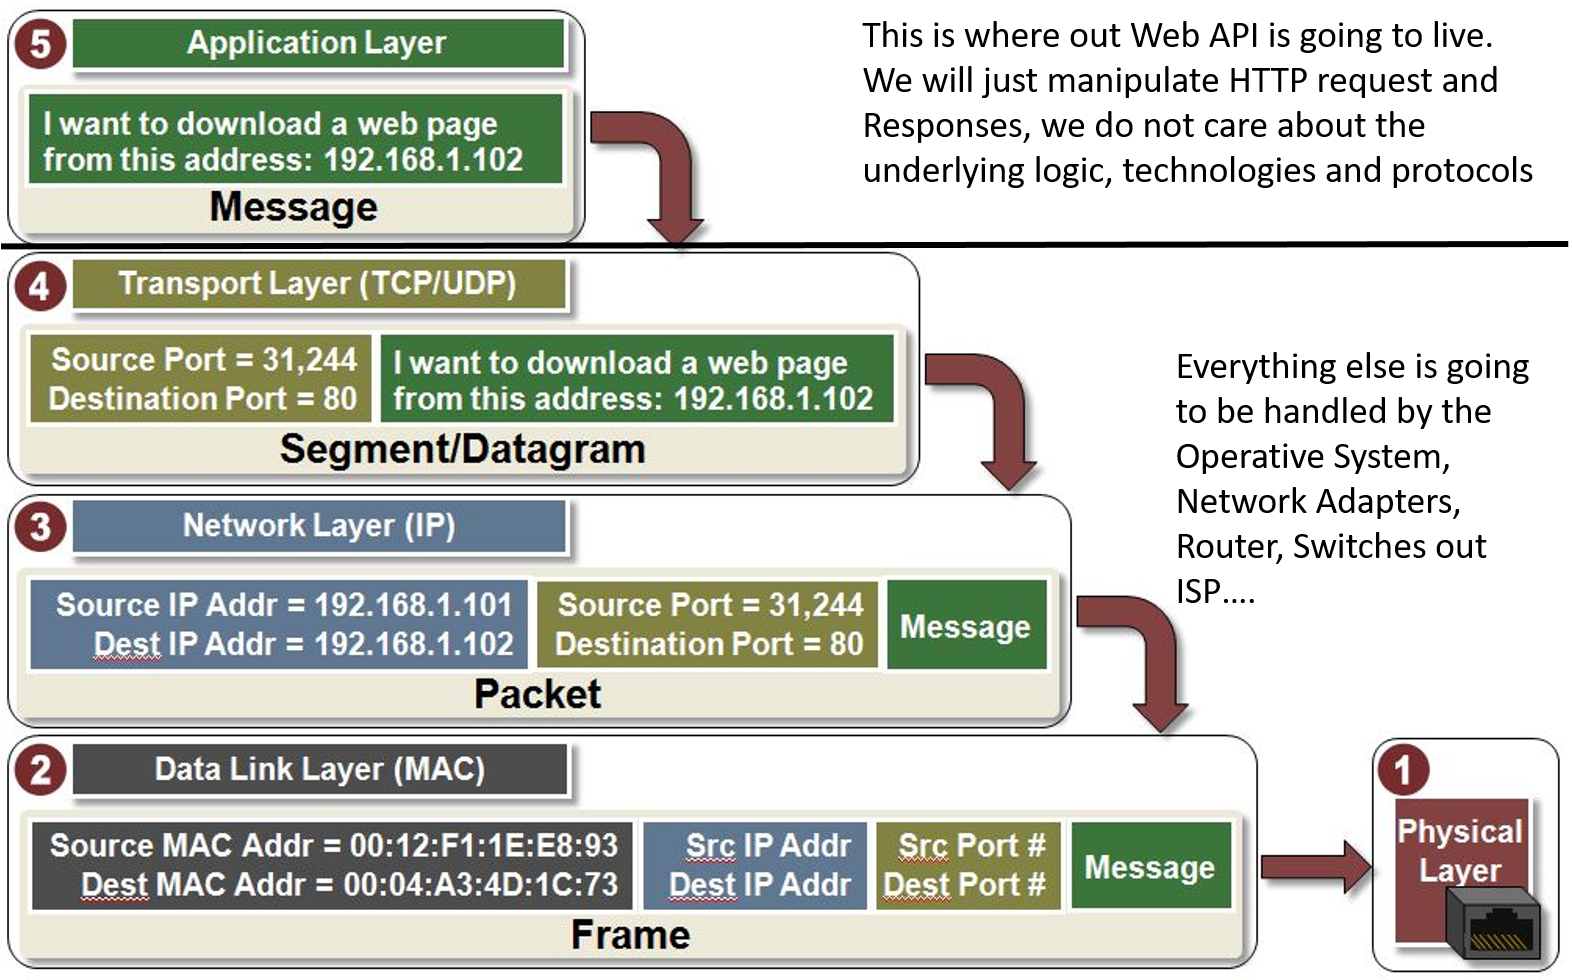 5
Application Layer
I want to download a web page
from this address: 192.168.1.102
Message
This is where out Web API is going to live.
We will just manipulate HTTP request and
Responses, we do not care about the
underlying logic, technologies and protocols
4
Transport Layer (TCP/UDP)
Source Port = 31,244
Destination Port = 80
I want to download a web page
from this address: 192.168.1.102
Segment/Datagram
Everything else is going
to be handled by the
Operative System,
Network Adapters,
Router, Switches out
ISP....
3
Network Layer (IP)
Source IP Addr = 192.168.1.101
Dest IP Addr = 192.168.1.102
Source Port = 31,244
Destination Port = 80
Message
Packet
2
Data Link Layer (MAC)
Source MAC Addr = 00:12:F1:1E:E8:93
Dest MAC Addr = 00:04:A3:4D:1C:73
Src IP Addr
Dest IP Addr
Src Port #
Dest Port #
Message
Frame
1
Physical
Layer